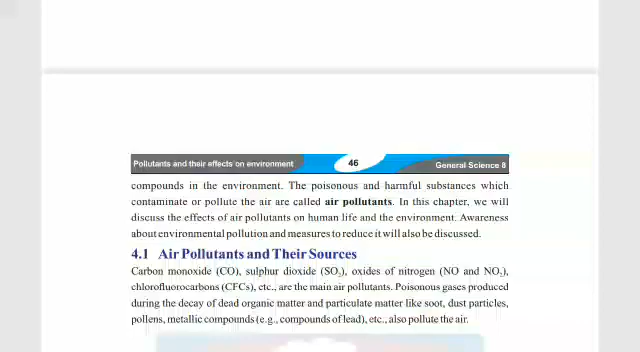 Pollutants and their effects on environment 46 General Science 8
compounds in the environment. The poisonous and harmful substances which
contaminate or pollute the air are called air pollutants. In this chapter, we will
discuss the effects of air pollutants on human life and the environment. Awareness
about environmental pollution and measures to reduce it will also be discussed.
4.1 Air Pollutants and Their Sources
Carbon monoxide (CO), sulphur dioxide (SO₂), oxides of nitrogen (NO and NO₂),
chlorofluorocarbons (CFCs), etc., are the main air pollutants. Poisonous gases produced
during the decay of dead organic matter and particulate matter like soot, dust particles,
pollens, metallic compounds (e.g., compounds of lead), etc., also pollute the air.